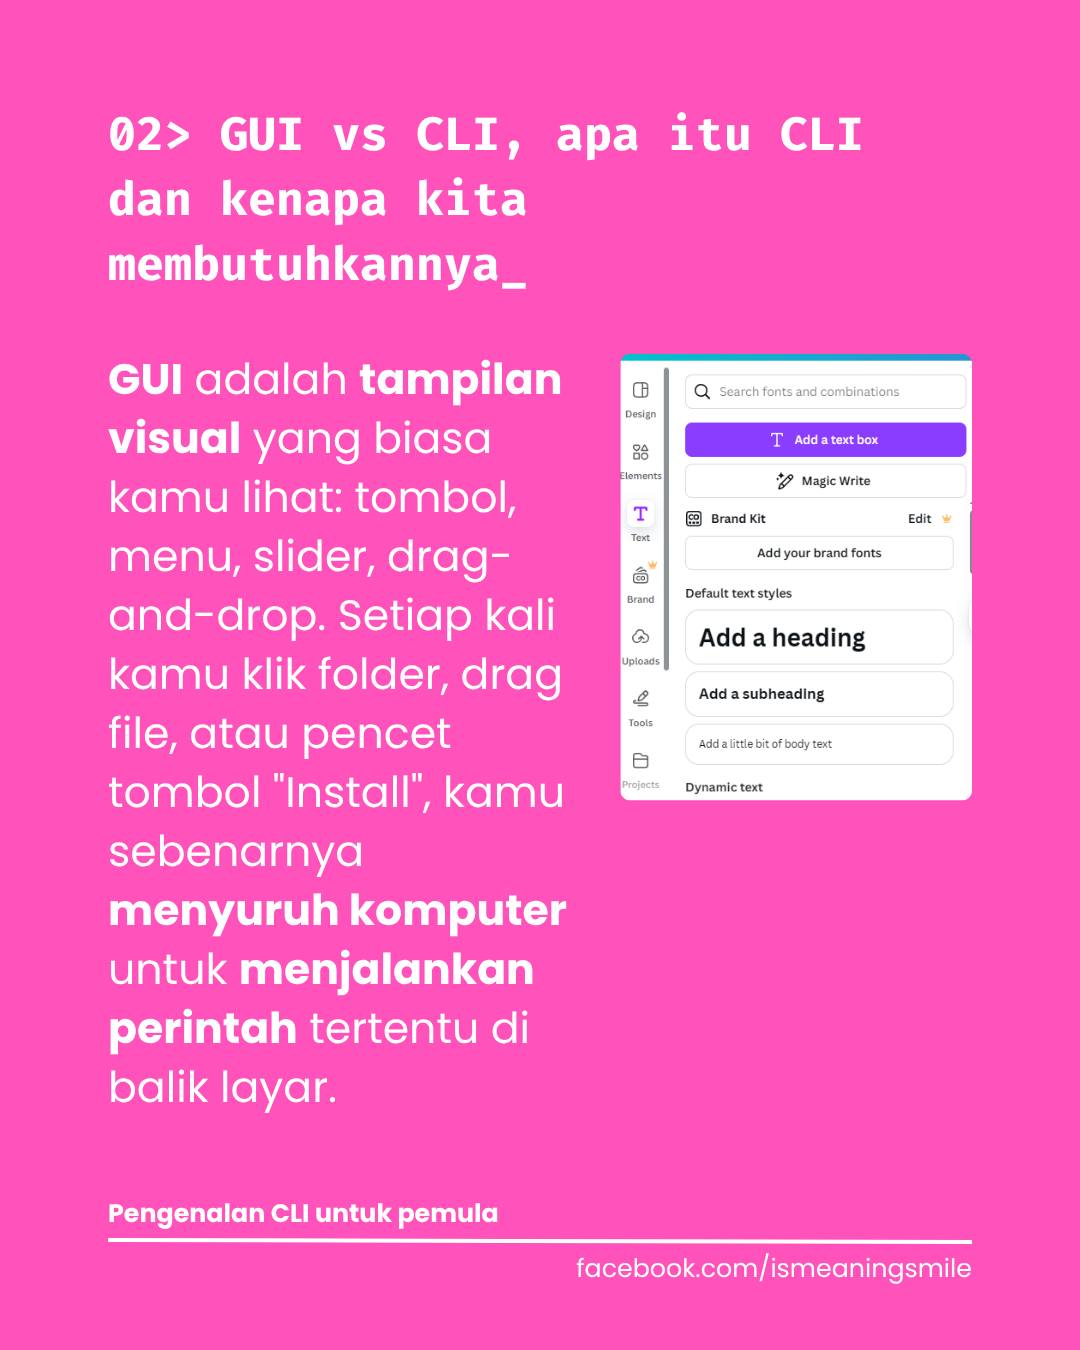 02> GUI vs CLI, apa itu CLI
dan kenapa kita
membutuhkannya_
GUI adalah tampilan
visual yang biasa
kamu lihat: tombol,
menu, slider, drag-
and-drop. Setiap kali
kamu klik folder, drag
file, atau pencet
tombol "Install", kamu
sebenarnya
menyuruh komputer
untuk menjalankan
perintah tertentu di
balik layar.
Design
Elements
Text
Brand
Uploads
Tools
Projects
Search fonts and combinations
Add a text box
Magic Write
Brand Kit Edit
Add your brand fonts
Default text styles
Add a heading
Add a subheading
Add a little bit of body text
Dynamic text
Pengenalan CLI untuk pemula
facebook.com/ismeaningsmile